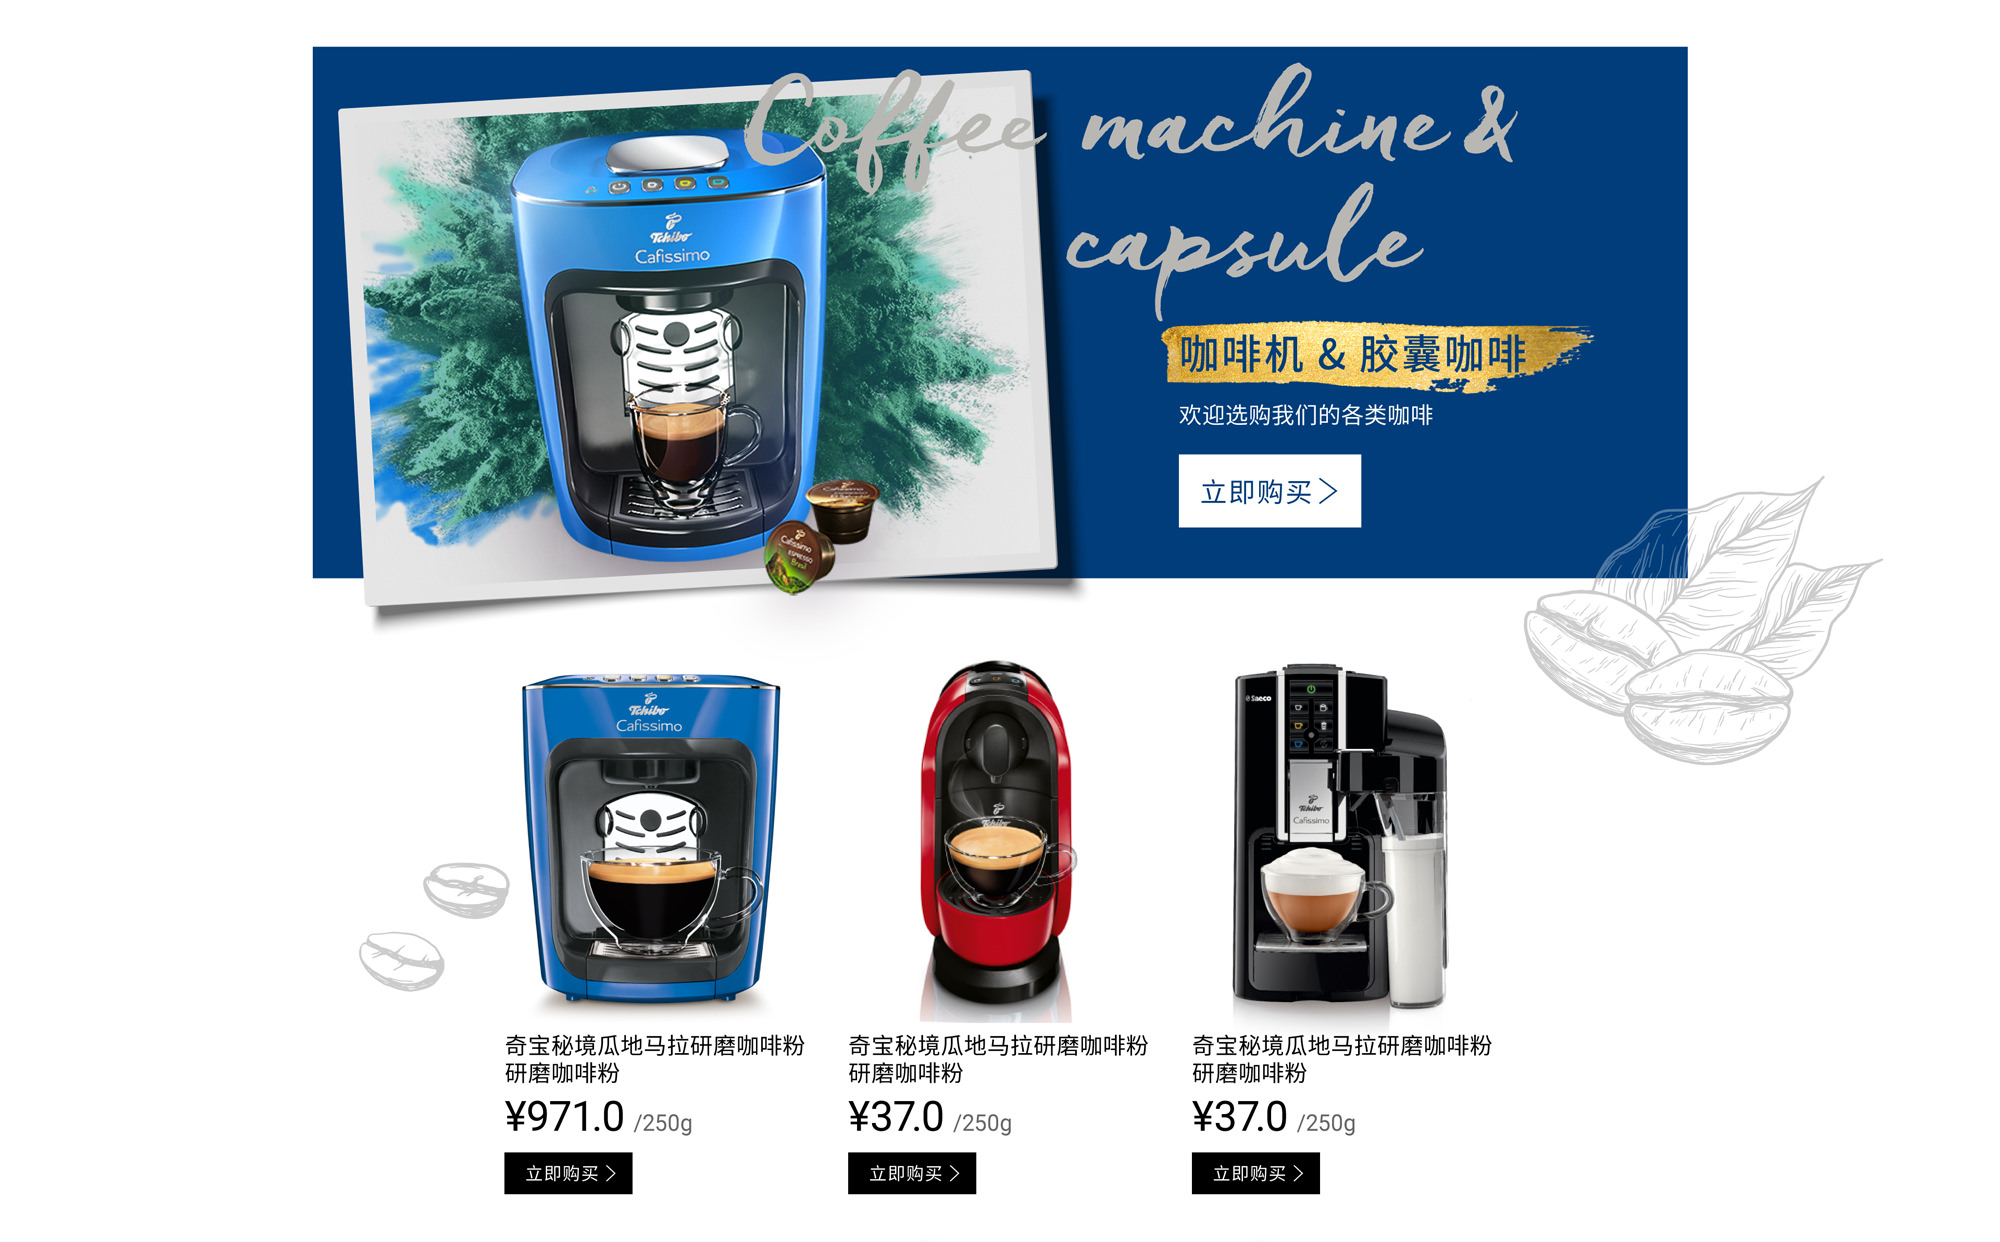 Coffee machine &
capsule
咖啡机 & 胶囊咖啡
欢迎选购我们的各类咖啡
立即购买 >
Tchibo
Cafissimo
Cafissimo
Cafissimo
ESPRESSO
Brasil
Tchibo
Cafissimo
Tchibo
Saeco
Tchibo
Cafissimo
奇宝秘境瓜地马拉研磨咖啡粉
研磨咖啡粉
¥971.0 /250g
立即购买 >
奇宝秘境瓜地马拉研磨咖啡粉
研磨咖啡粉
¥37.0 /250g
立即购买 >
奇宝秘境瓜地马拉研磨咖啡粉
研磨咖啡粉
¥37.0 /250g
立即购买 >